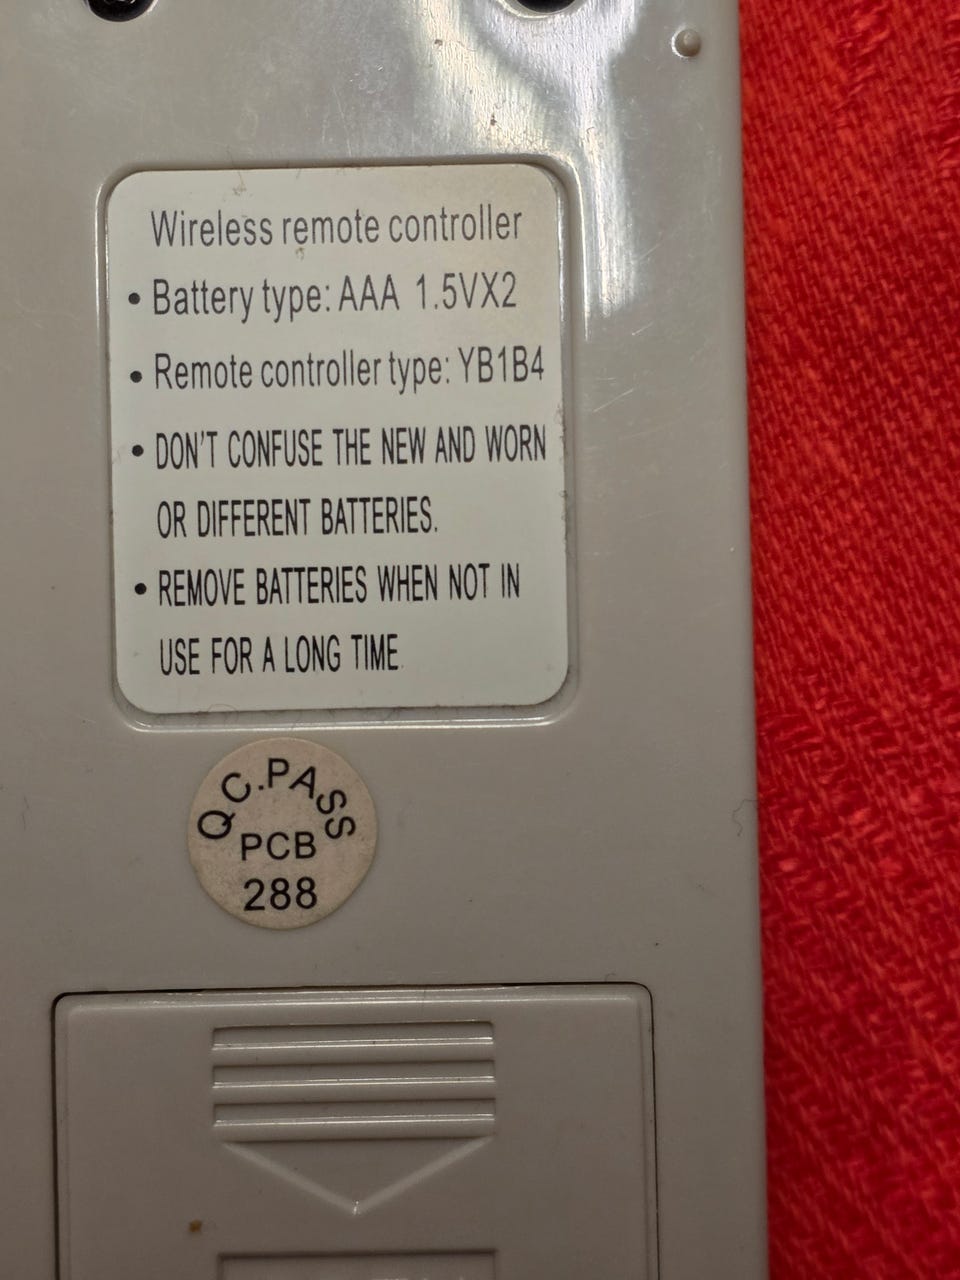 Wireless remote controller
• Battery type: AAA 1.5VX2
• Remote controller type: YB1B4
• DON'T CONFUSE THE NEW AND WORN
OR DIFFERENT BATTERIES.
• REMOVE BATTERIES WHEN NOT IN
USE FOR A LONG TIME
QC.PASS
PCB
288